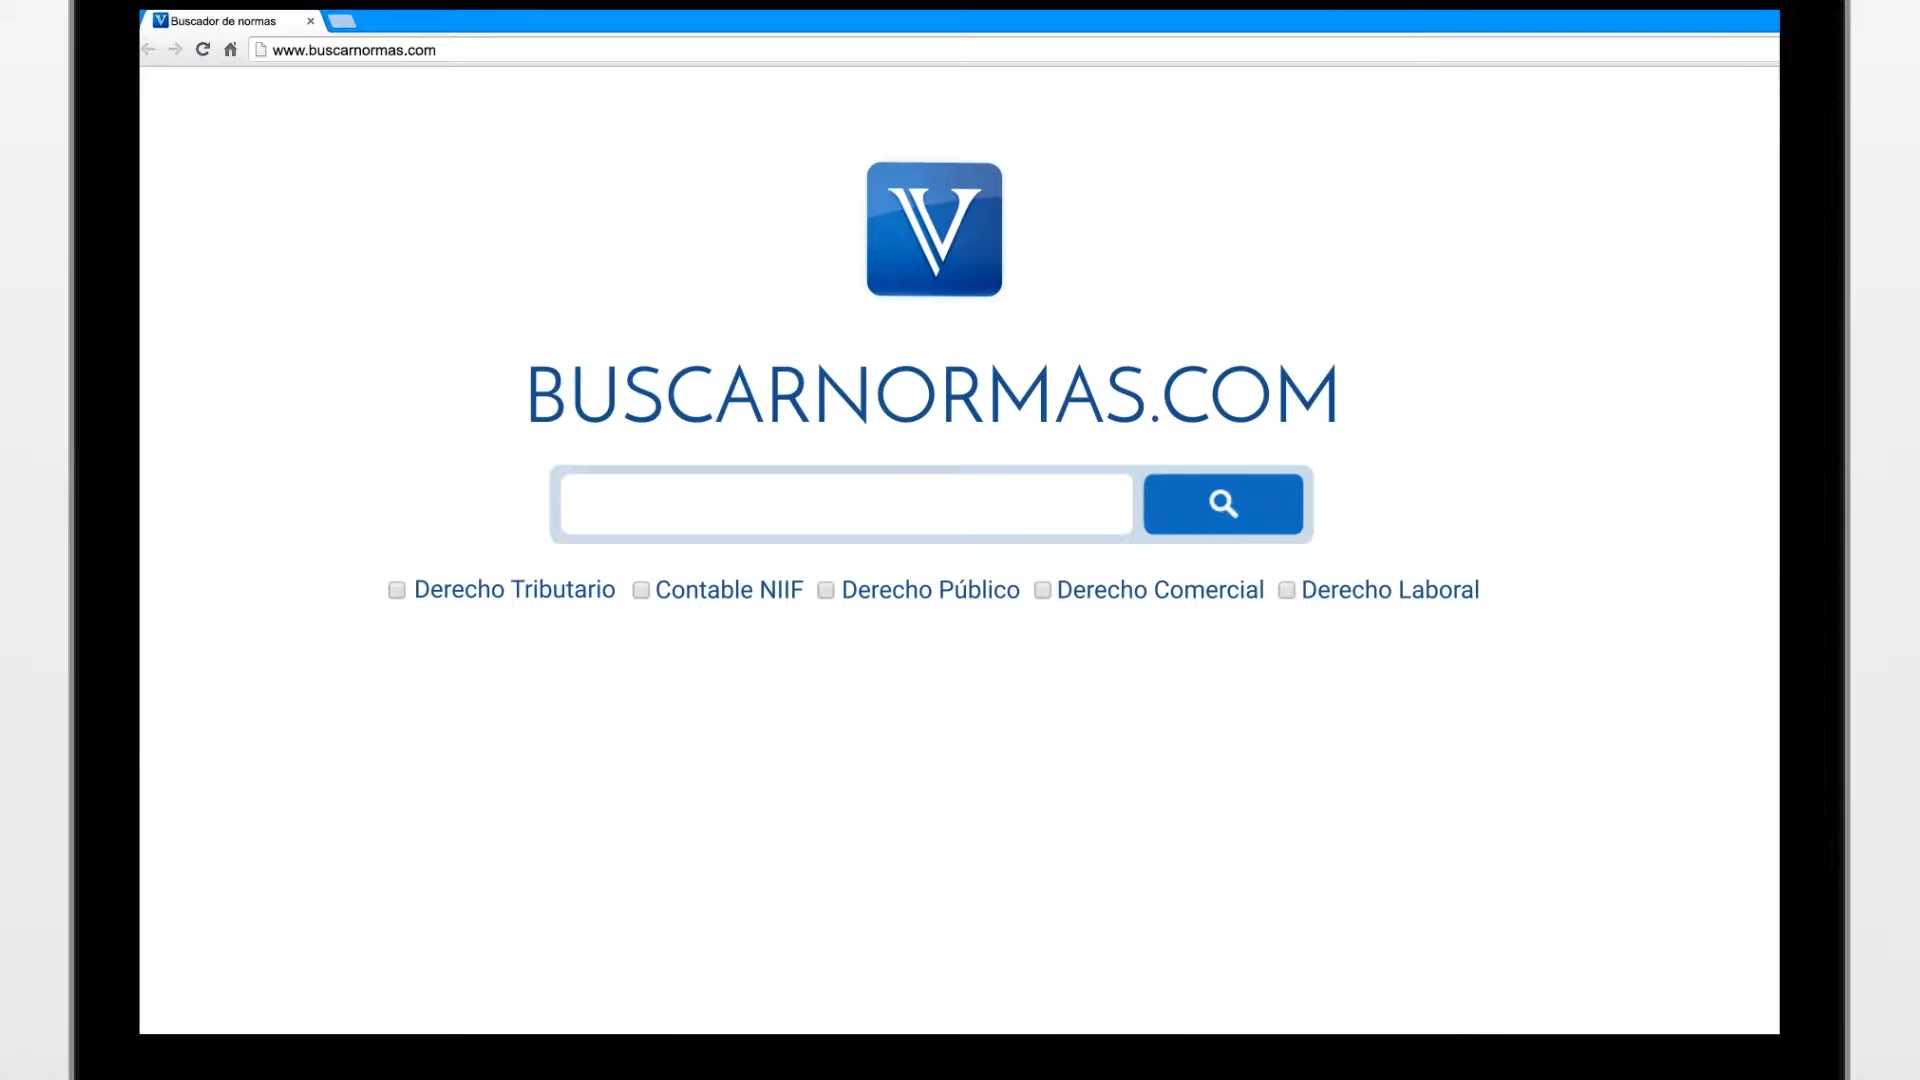 Buscador de normas
www.buscarnormas.com
V
BUSCARNORMAS.COM
Derecho Tributario Contable NIIF Derecho Público Derecho Comercial Derecho Laboral